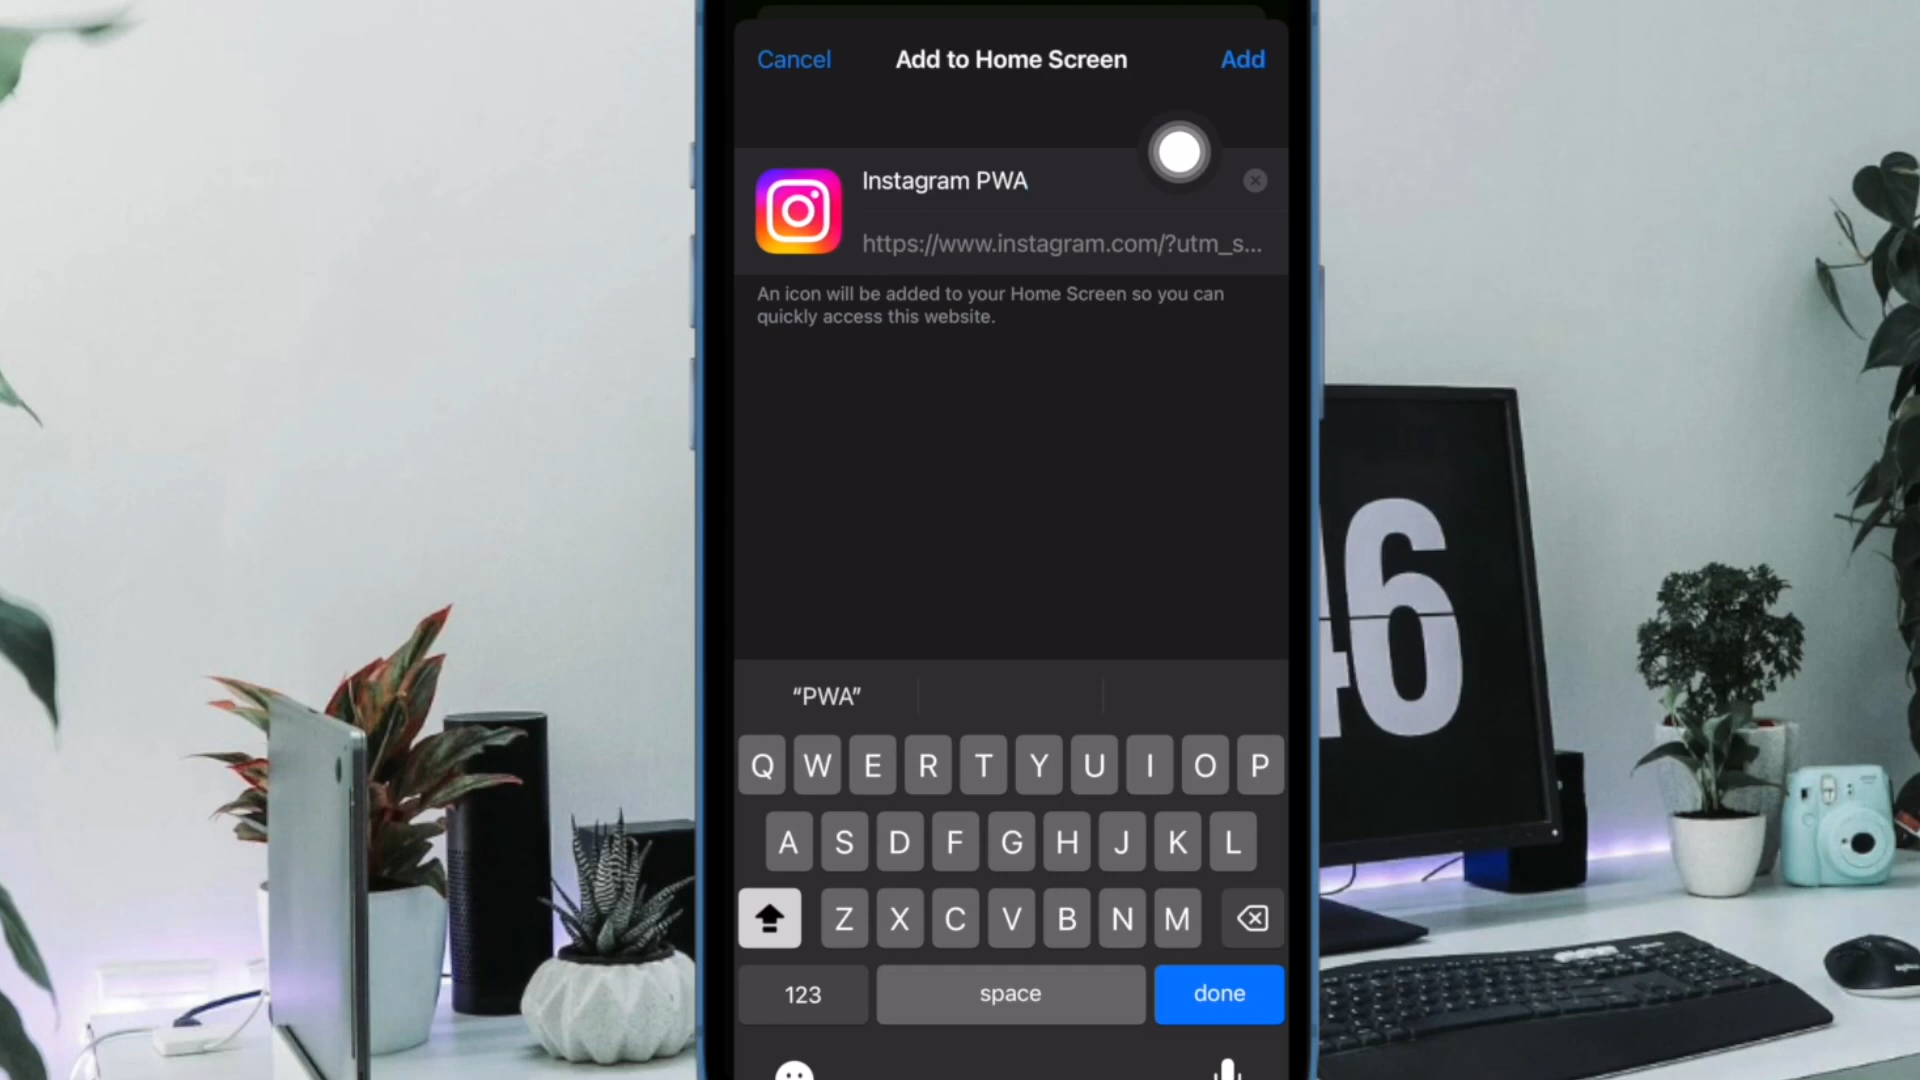 Cancel Add to Home Screen Add
Instagram PWA
https://www.instagram.com/?utm_s...
An icon will be added to your Home Screen so you can
quickly access this website.
“PWA”
Q W E R T Y U I O P
A S D F G H J K L
Z X C V B N M
123 space done
46